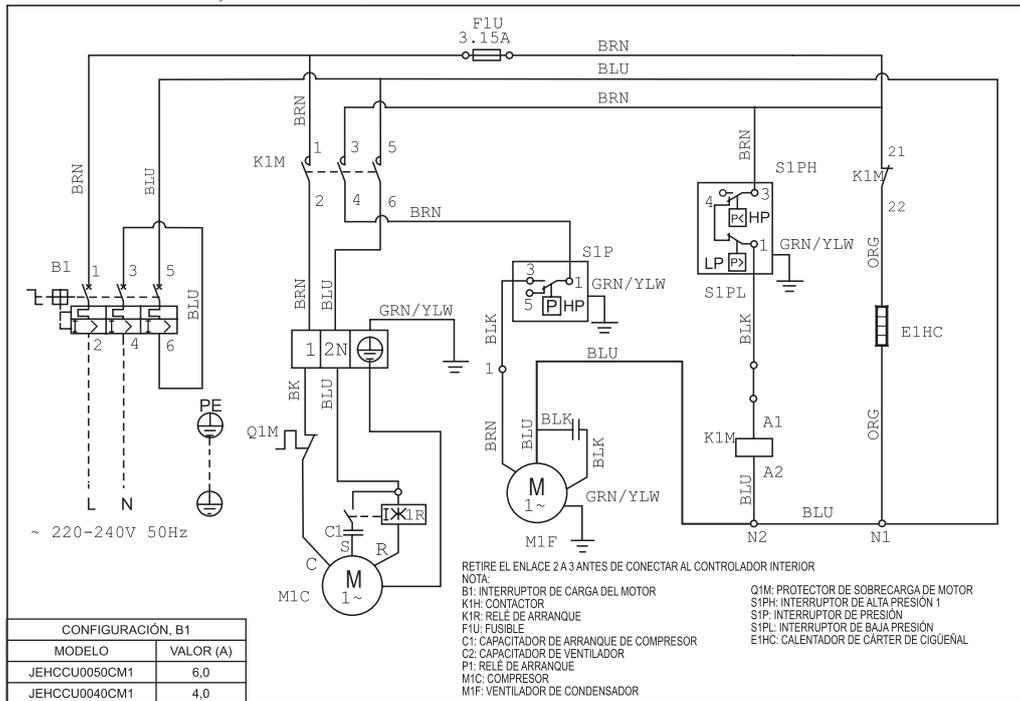 F1U
3.15A
BRN
BLU
BRN
BRN
BLU
BRN
K1M
1
3
5
2
4
6
BRN
BRN
S1PH
4
3
P< HP
LP P>
1
GRN/YLW
S1PL
21
K1M
22
ORG
B1
1
3
5
2
4
6
BLU
BRN
BLU
GRN/YLW
1
2N
S1P
3
1
5
P HP
GRN/YLW
BLK
1
BLU
BLK
E1HC
BK
BLU
Q1M
PE
L
N
~ 220-240V 50Hz
BRN
BLU
BLK
BLK
M
1~
GRN/YLW
M1F
K1M
A1
A2
BLU
ORG
BLU
N2
N1
1R
C1
S
C
R
M
1~
M1C
RETIRE EL ENLACE 2 A 3 ANTES DE CONECTAR AL CONTROLADOR INTERIOR
NOTA:
B1: INTERRUPTOR DE CARGA DEL MOTOR
K1H: CONTACTOR
K1R: RELÉ DE ARRANQUE
F1U: FUSIBLE
C1: CAPACITADOR DE ARRANQUE DE COMPRESOR
C2: CAPACITADOR DE VENTILADOR
P1: RELÉ DE ARRANQUE
M1C: COMPRESOR
M1F: VENTILADOR DE CONDENSADOR
Q1M: PROTECTOR DE SOBRECARGA DE MOTOR
S1PH: INTERRUPTOR DE ALTA PRESIÓN 1
S1P: INTERRUPTOR DE PRESIÓN
S1PL: INTERRUPTOR DE BAJA PRESIÓN
E1HC: CALENTADOR DE CÁRTER DE CIGÜEÑAL
CONFIGURACIÓN, B1
MODELO VALOR (A)
JEHCCU0050CM1 6,0
JEHCCU0040CM1 4,0